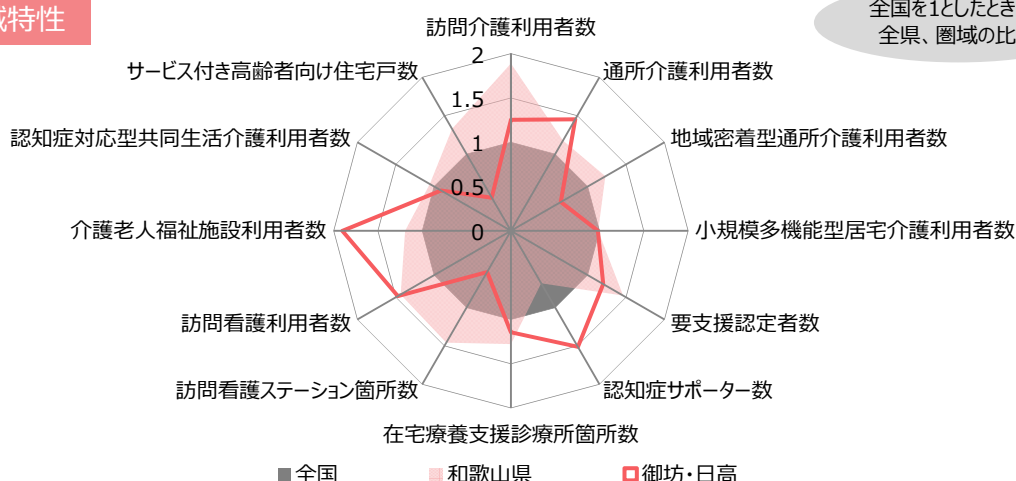 域特性
全国を1としたとき
全県、圏域の比
訪問介護利用者数
通所介護利用者数
地域密着型通所介護利用者数
小規模多機能型居宅介護利用者数
要支援認定者数
認知症サポーター数
在宅療養支援診療所箇所数
訪問看護ステーション箇所数
訪問看護利用者数
介護老人福祉施設利用者数
認知症対応型共同生活介護利用者数
サービス付き高齢者向け住宅戸数
2
1.5
1
0.5
0
全国
和歌山県
御坊・日高